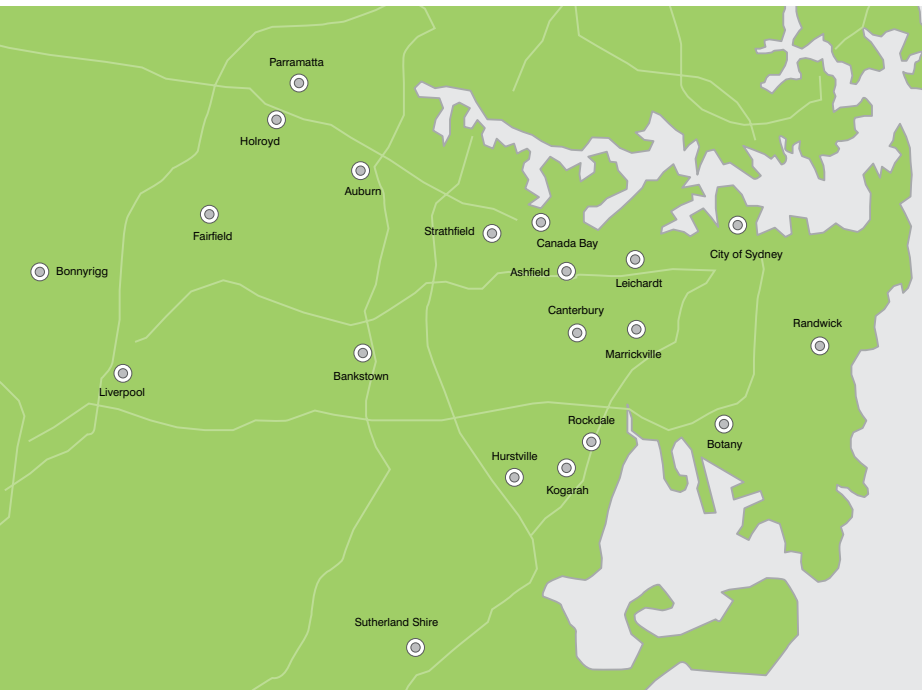 Parramatta
Holroyd
Auburn
Fairfield
Strathfield
Canada Bay
City of Sydney
Bonnyrigg
Ashfield
Leichardt
Canterbury
Randwick
Marrickville
Bankstown
Liverpool
Rockdale
Botany
Hurstville
Kogarah
Sutherland Shire